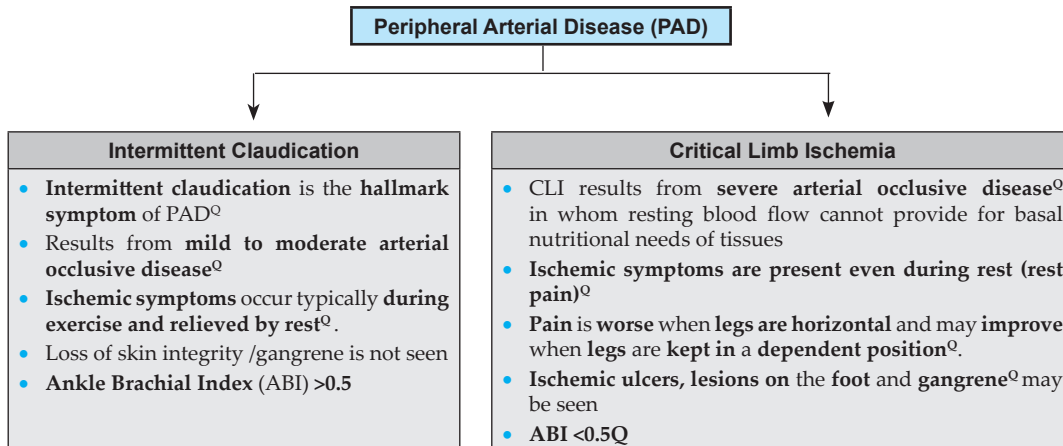 Peripheral Arterial Disease (PAD)
Intermittent Claudication
• Intermittent claudication is the hallmark
symptom of PADQ
• Results from mild to moderate arterial
occlusive diseaseQ
• Ischemic symptoms occur typically during
exercise and relieved by restQ.
• Loss of skin integrity /gangrene is not seen
• Ankle Brachial Index (ABI) >0.5
Critical Limb Ischemia
• CLI results from severe arterial occlusive diseaseQ
in whom resting blood flow cannot provide for basal
nutritional needs of tissues
• Ischemic symptoms are present even during rest (rest
pain)Q
• Pain is worse when legs are horizontal and may improve
when legs are kept in a dependent positionQ.
• Ischemic ulcers, lesions on the foot and gangreneQ may
be seen
• ABI <0.5Q